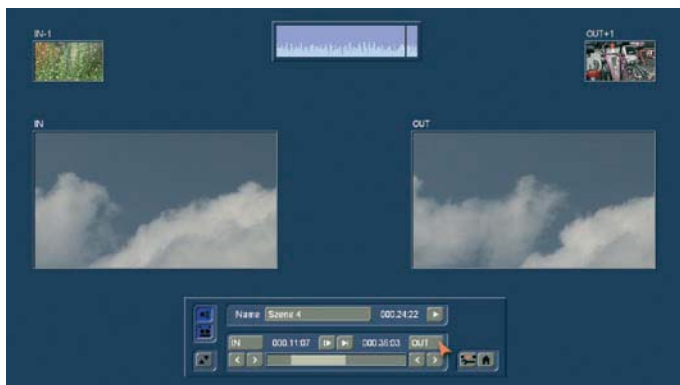 IN-1
OUT+1
IN
OUT
Name Szene 4 000.24:22
IN 000.11:07 000.36:03 OUT